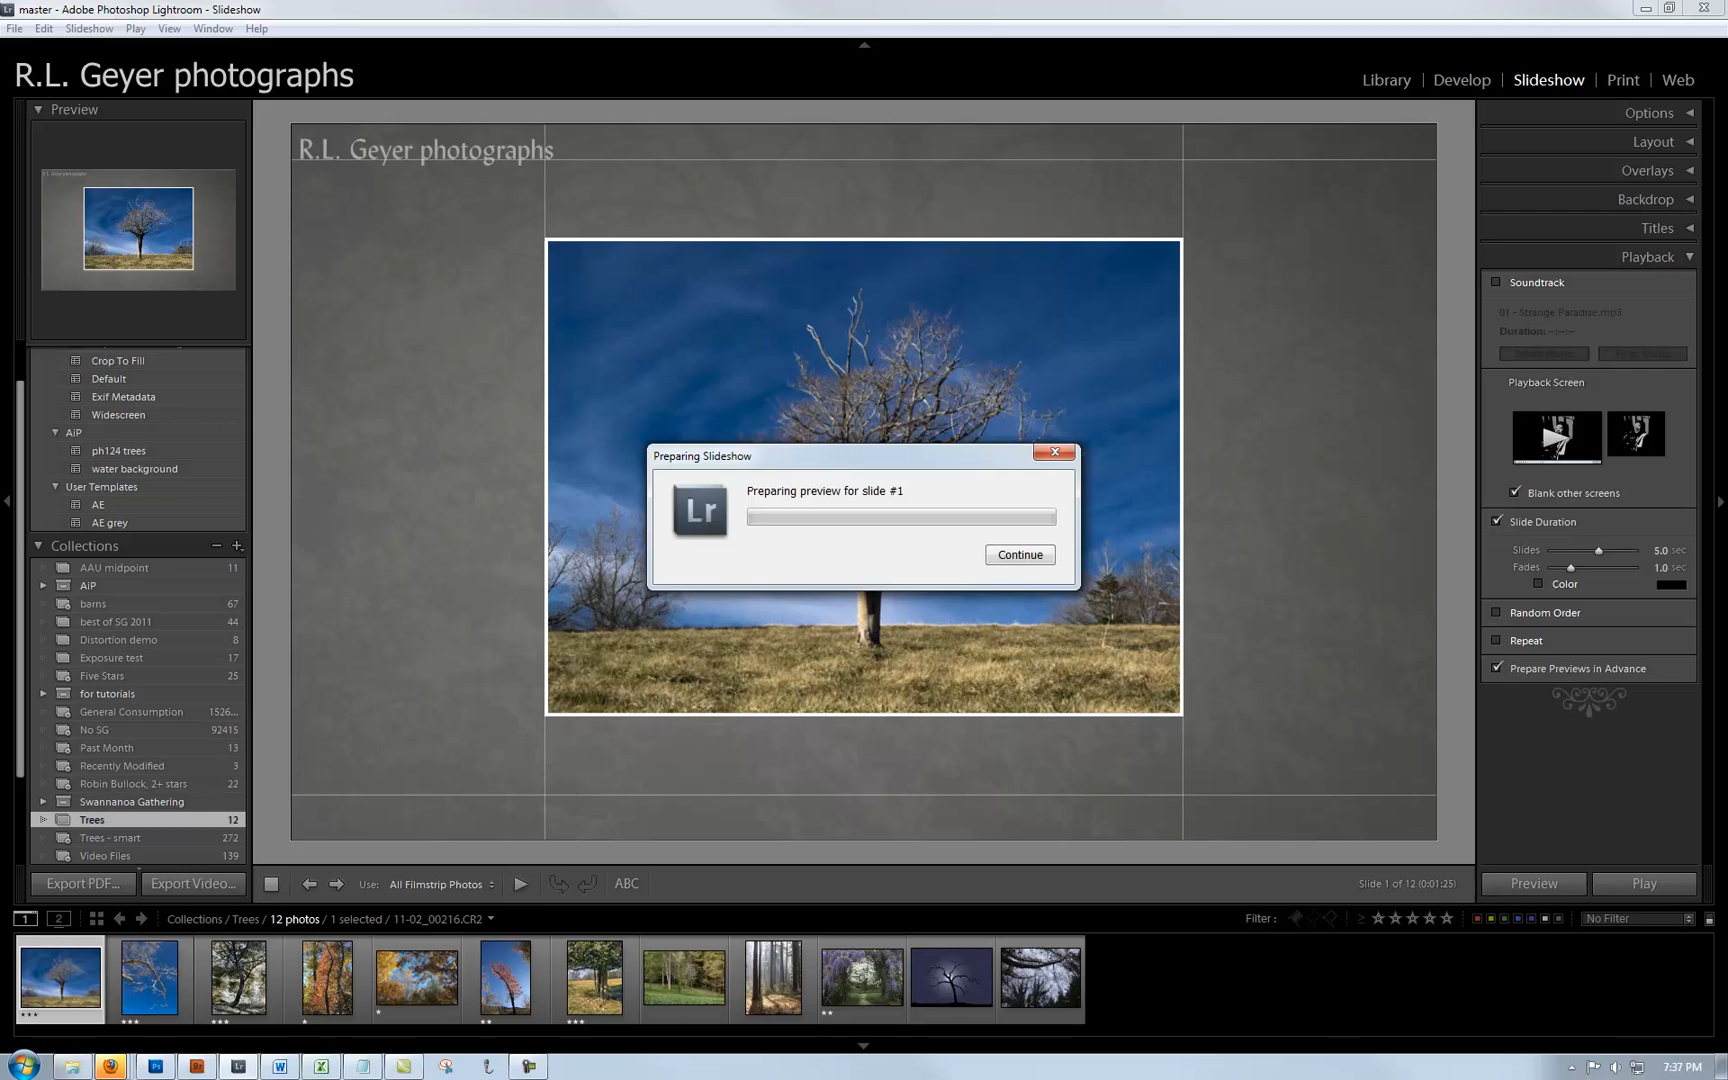 master - Adobe Photoshop Lightroom - Slideshow
File Edit Slideshow Play View Window Help
R.L. Geyer photographs
Library | Develop | Slideshow | Print | Web
Preview
Crop To Fill
Default
Exif Metadata
Widescreen
AiP
ph124 trees
water background
User Templates
AE
AE grey
Collections
AAU midpoint 11
AiP
barns 67
best of SG 2011 44
Distortion demo 8
Exposure test 17
Five Stars 25
for tutorials
General Consumption 1526...
No SG 92415
Past Month 13
Recently Modified 3
Robin Bullock, 2+ stars 22
Swannanoa Gathering
Trees 12
Trees - smart 272
Video Files 139
Export PDF... Export Video...
R.L. Geyer photographs
Preparing Slideshow
Preparing preview for slide #1
Lr
Continue
Use: All Filmstrip Photos ABC Slide 1 of 12 (0:01:25)
Options
Layout
Overlays
Backdrop
Titles
Playback
Soundtrack
01 - Strange Paradise.mp3
Duration: --:--:--
Playback Screen
Blank other screens
Slide Duration
Slides 5.0 sec
Fades 1.0 sec
Color
Random Order
Repeat
Prepare Previews in Advance
Preview Play
1 2 Collections / Trees / 12 photos / 1 selected / 11-02_00216.CR2 Filter : No Filter
Ps Br Lr W X
7:37 PM